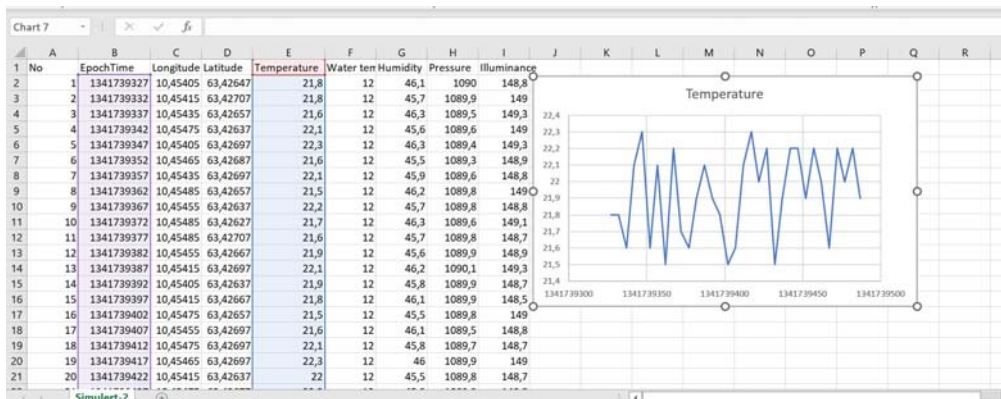 Chart 7 fx
A B C D E F G H I J K L M N O P Q R
1 No EpochTime Longitude Latitude Temperature Water tem Humidity Pressure Illuminance
2 1 1341739327 10,45405 63,42647 21,8 12 46,1 1090 148,8
3 2 1341739332 10,45415 63,42707 21,8 12 45,7 1089,9 149
4 3 1341739337 10,45435 63,42657 21,6 12 46,3 1089,5 149,3
5 4 1341739342 10,45475 63,42637 22,1 12 45,6 1089,6 149
6 5 1341739347 10,45405 63,42697 22,3 12 46,3 1089,4 149,3
7 6 1341739352 10,45465 63,42687 21,6 12 45,5 1089,3 148,9
8 7 1341739357 10,45435 63,42697 22,1 12 45,9 1089,6 148,8
9 8 1341739362 10,45485 63,42657 21,5 12 46,2 1089,8 149
10 9 1341739367 10,45455 63,42637 22,2 12 45,7 1089,8 148,8
11 10 1341739372 10,45485 63,42627 21,7 12 46,3 1089,6 149,1
12 11 1341739377 10,45485 63,42707 21,6 12 45,7 1089,8 148,7
13 12 1341739382 10,45455 63,42667 21,9 12 45,6 1089,9 148,9
14 13 1341739387 10,45415 63,42697 22,1 12 46,2 1090,1 149,3
15 14 1341739392 10,45405 63,42637 21,9 12 45,8 1089,9 148,7
16 15 1341739397 10,45415 63,42667 21,8 12 46,1 1089,9 148,5
17 16 1341739402 10,45475 63,42657 21,5 12 45,5 1089,8 149
18 17 1341739407 10,45455 63,42697 21,6 12 46,1 1089,5 148,8
19 18 1341739412 10,45475 63,42697 22,1 12 45,8 1089,7 148,7
20 19 1341739417 10,45465 63,42697 22,3 12 46 1089,9 149
21 20 1341739422 10,45415 63,42637 22 12 45,5 1089,8 148,7
Temperature
22,4
22,3
22,2
22,1
22
21,9
21,8
21,7
21,6
21,5
21,4
1341739300 1341739350 1341739400 1341739450 1341739500
Simulert-2